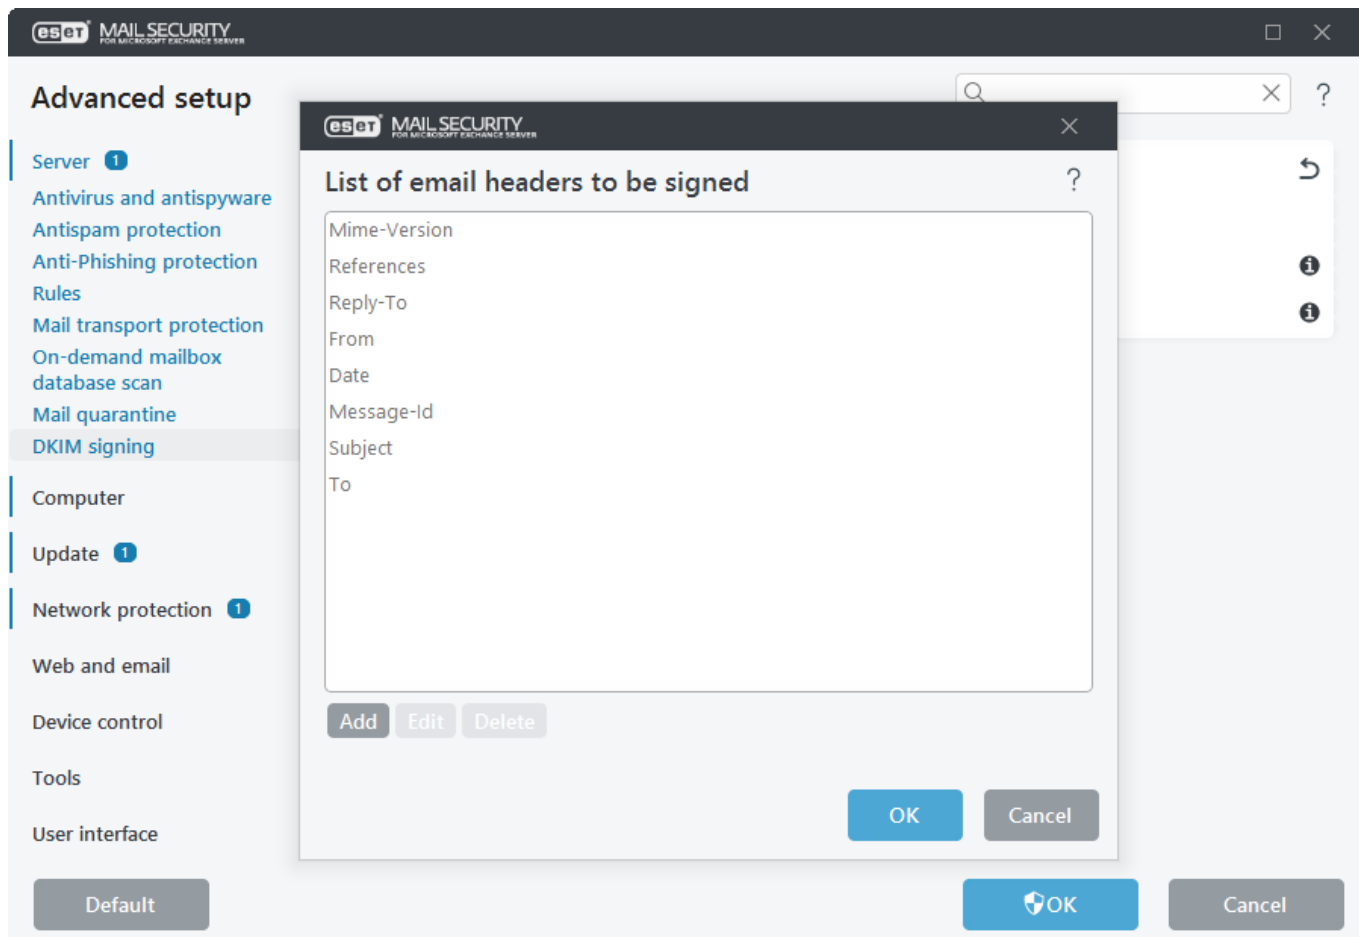 eset MAIL SECURITY
FOR MICROSOFT EXCHANGE SERVER
Advanced setup
Server 1
Antivirus and antispyware
Antispam protection
Anti-Phishing protection
Rules
Mail transport protection
On-demand mailbox
database scan
Mail quarantine
DKIM signing
Computer
Update 1
Network protection 1
Web and email
Device control
Tools
User interface
Default
?
eset MAIL SECURITY
FOR MICROSOFT EXCHANGE SERVER
List of email headers to be signed
?
Mime-Version
References
Reply-To
From
Date
Message-Id
Subject
To
Add Edit Delete
OK Cancel
OK Cancel